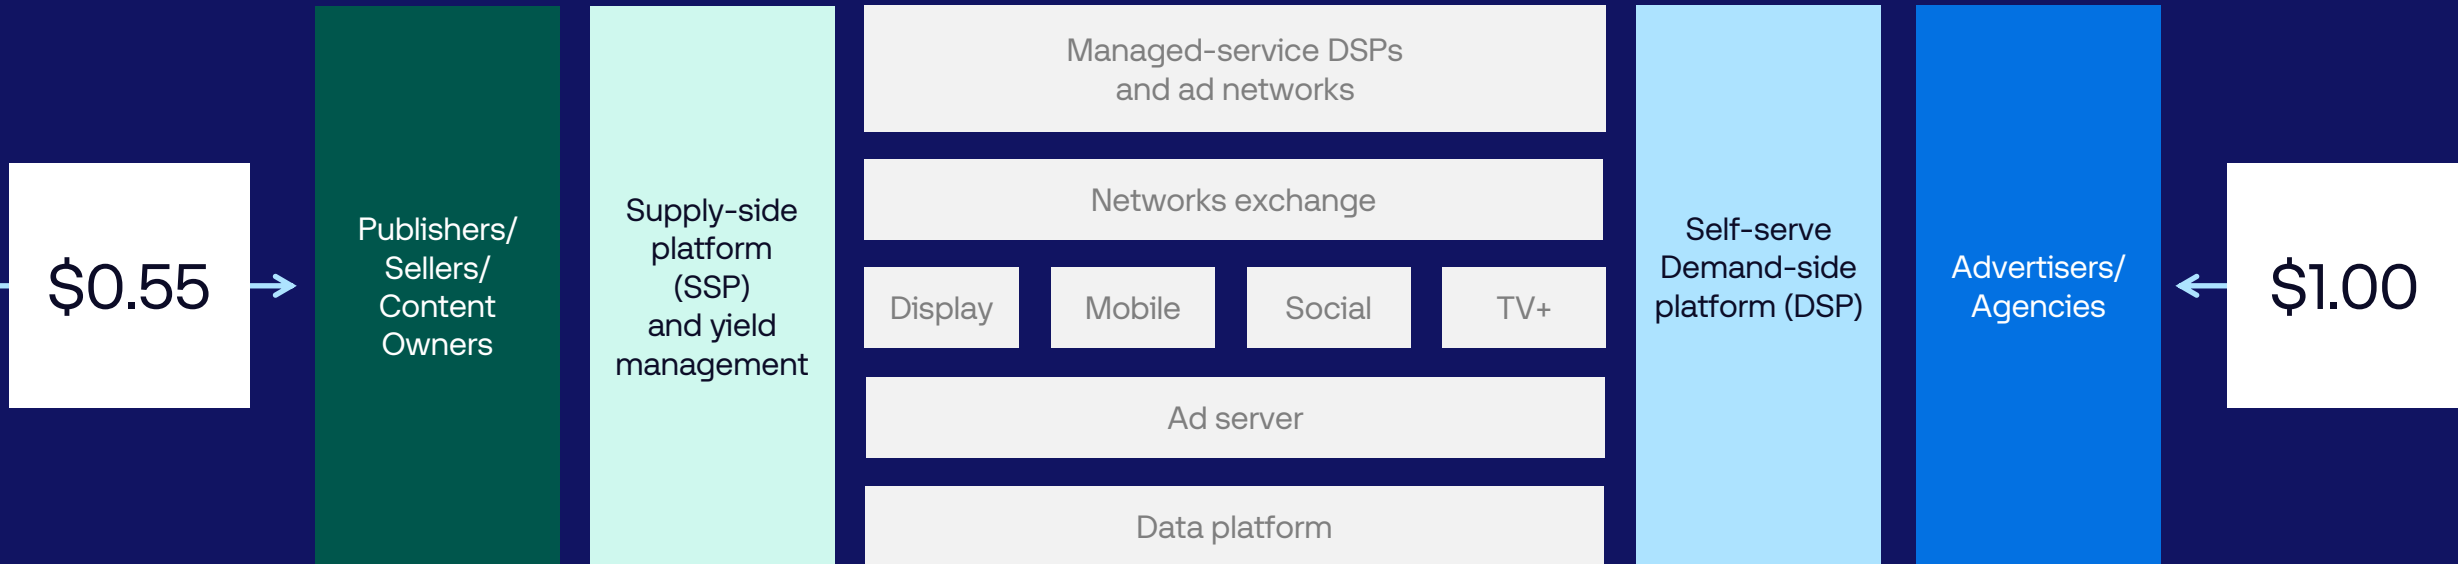 $0.55
Publishers/
Sellers/
Content
Owners
Supply-side
platform
(SSP)
and yield
management
Managed-service DSPs
and ad networks
Networks exchange
Display
Mobile
Social
TV+
Ad server
Data platform
Self-serve
Demand-side
platform (DSP)
Advertisers/
Agencies
$1.00